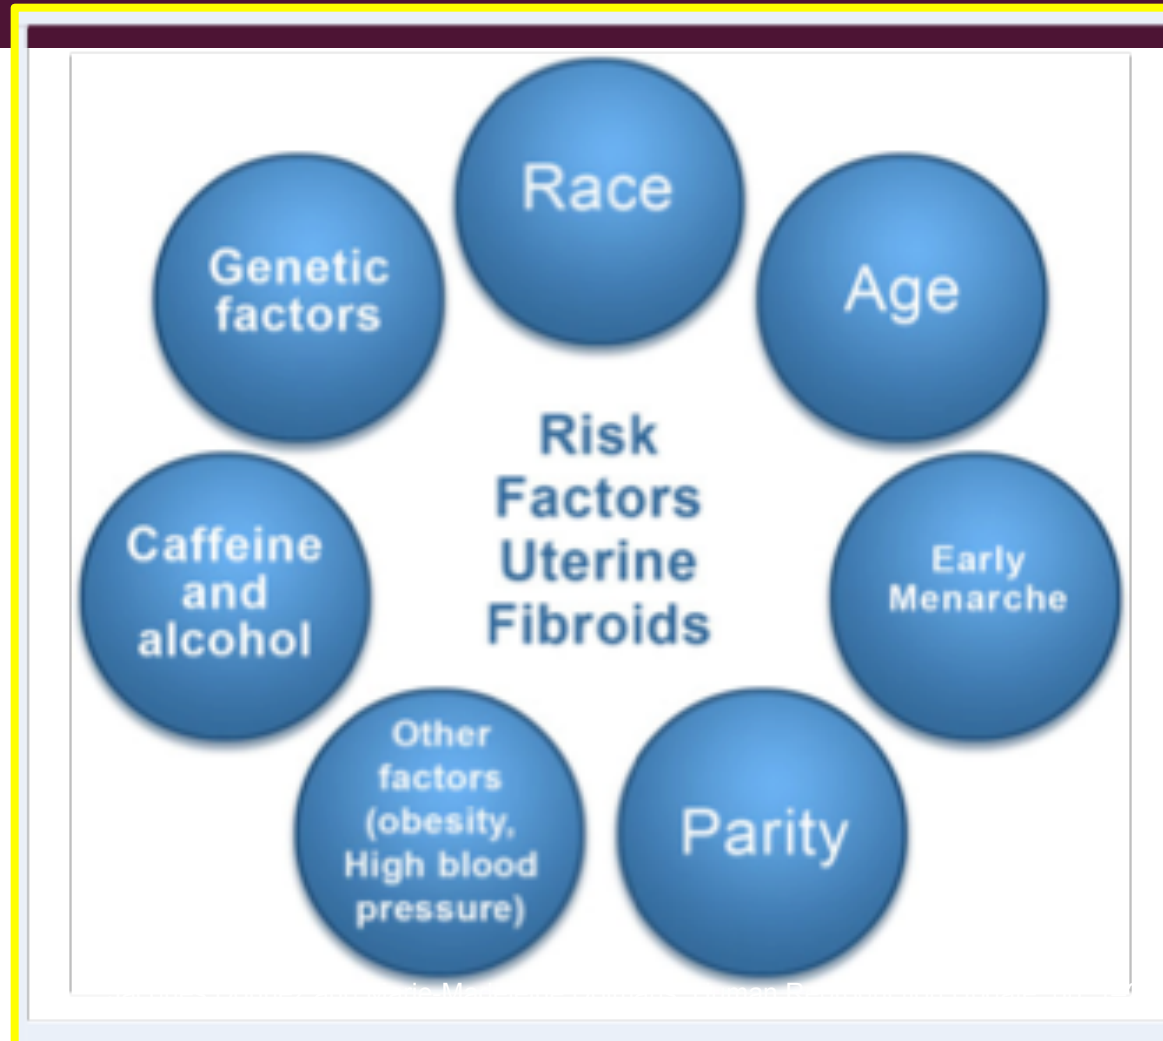 Race
Age
Early
Menarche
Parity
Other
factors
(obesity,
High blood
pressure)
Caffeine
and
alcohol
Genetic
factors
Risk
Factors
Uterine
Fibroids